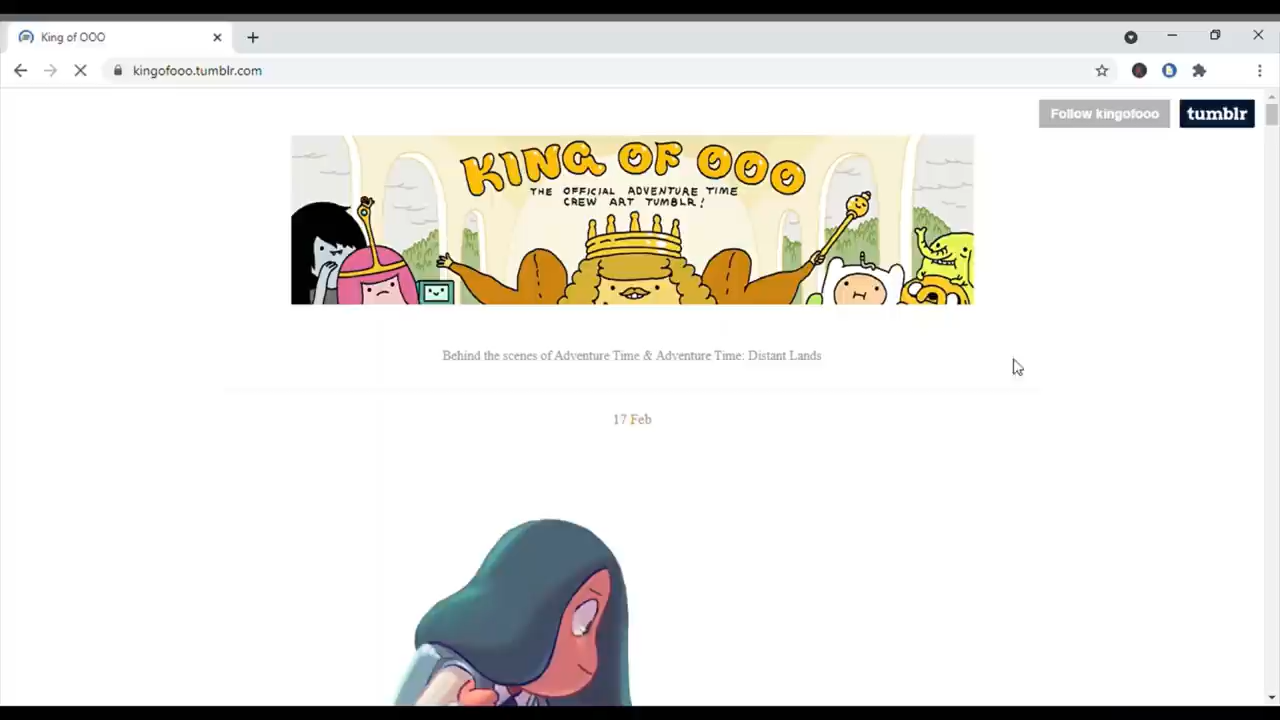 King of OOO
kingofooo.tumblr.com
Follow kingofooo
tumblr
KING OF OOO
THE OFFICIAL ADVENTURE TIME
CREW ART TUMBLR!
Behind the scenes of Adventure Time & Adventure Time: Distant Lands
17 Feb